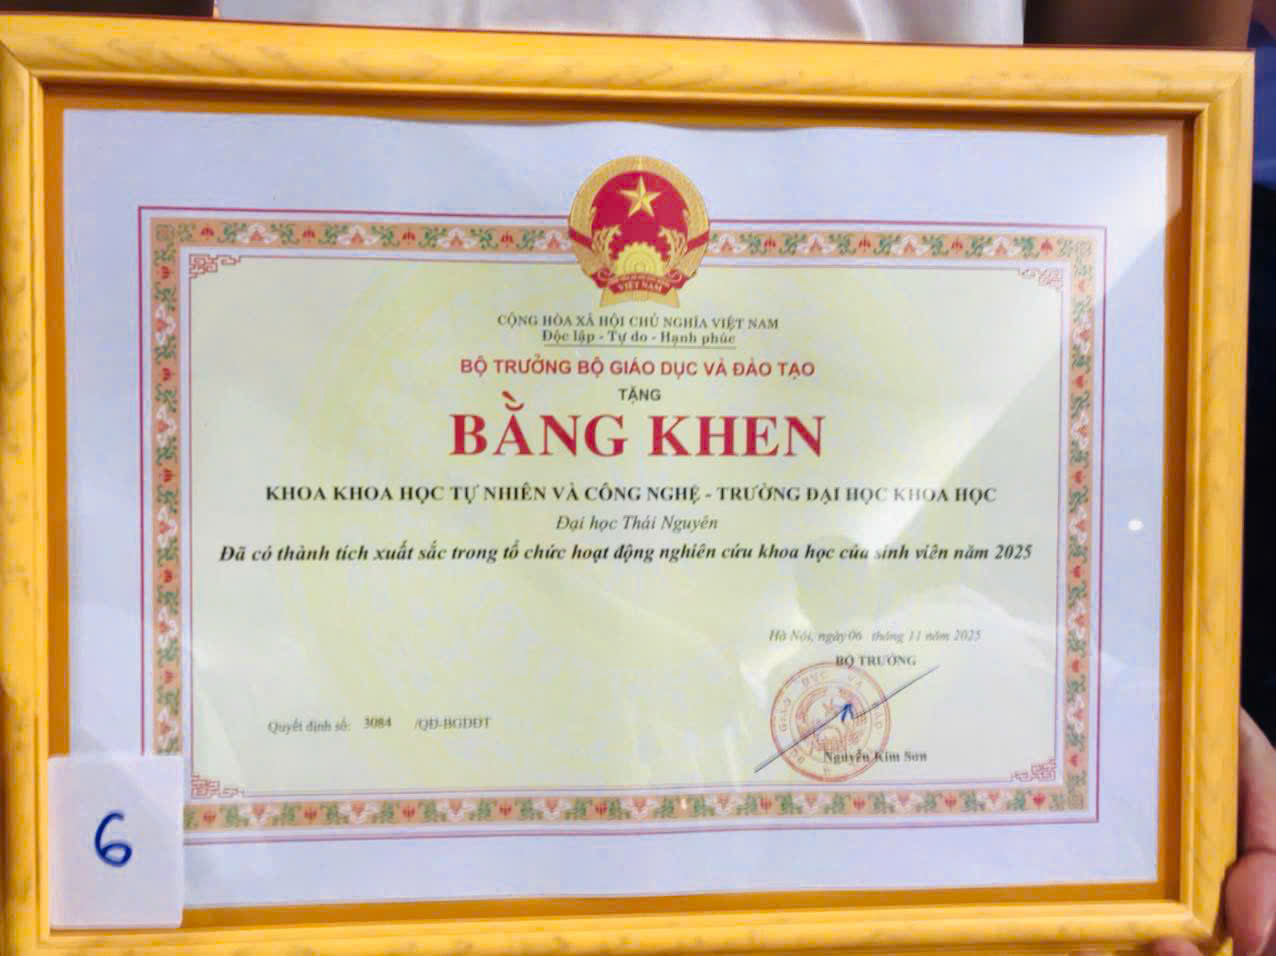 VIỆT NAM
CỘNG HÒA XÃ HỘI CHỦ NGHĨA VIỆT NAM
Độc lập - Tự do - Hạnh phúc
BỘ TRƯỞNG BỘ GIÁO DỤC VÀ ĐÀO TẠO
TẶNG
BẰNG KHEN
KHOA KHOA HỌC TỰ NHIÊN VÀ CÔNG NGHỆ - TRƯỜNG ĐẠI HỌC KHOA HỌC
Đại học Thái Nguyên
Đã có thành tích xuất sắc trong tổ chức hoạt động nghiên cứu khoa học của sinh viên năm 2025
Hà Nội, ngày 06 tháng 11 năm 2025
BỘ TRƯỞNG
Quyết định số: 3084 /QĐ-BGDĐT
Nguyễn Kim Sơn
6